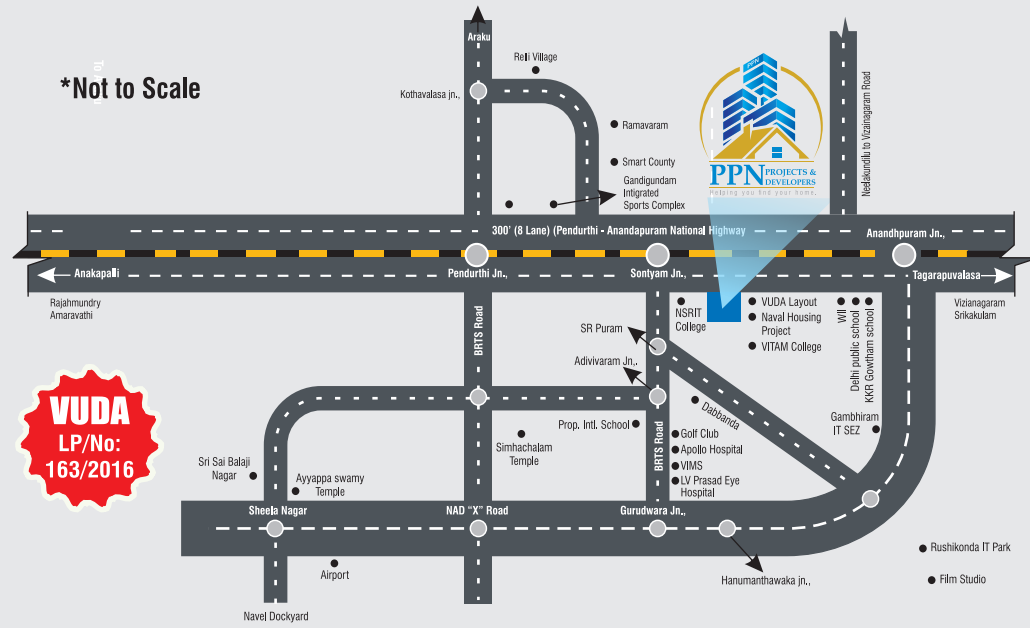 *Not to Scale
Araku
Reli Village
Kothavalasa jn.,
Ramavaram
Smart County
Gandigundam
Intigrated
Sports Complex
PPN
PPN PROJECTS &
DEVELOPERS
Helping you find your home.
Neelakundilu to Vizainagaram Road
300' (8 Lane) (Pendurthi - Anandapuram National Highway
Anandhpuram Jn.,
Anakapalli
Pendurthi Jn.,
Sontyam Jn.,
Tagarapuvalasa
Rajahmundry
Amaravathi
Vizianagaram
Srikakulam
NSRIT
College
VUDA Layout
Naval Housing
Project
VITAM College
WII
Delhi public school
KKR Gowtham school
BRTS Road
SR Puram
Adivivaram Jn,.
Dabbanda
Gambhiram
IT SEZ
VUDA
LP/No:
163/2016
Prop. Intl. School
Simhachalam
Temple
BRTS Road
Golf Club
Apollo Hospital
VIMS
LV Prasad Eye
Hospital
Sri Sai Balaji
Nagar
Ayyappa swamy
Temple
Sheela Nagar
NAD "X" Road
Gurudwara Jn.,
Airport
Hanumanthawaka jn,.
Rushikonda IT Park
Film Studio
Navel Dockyard